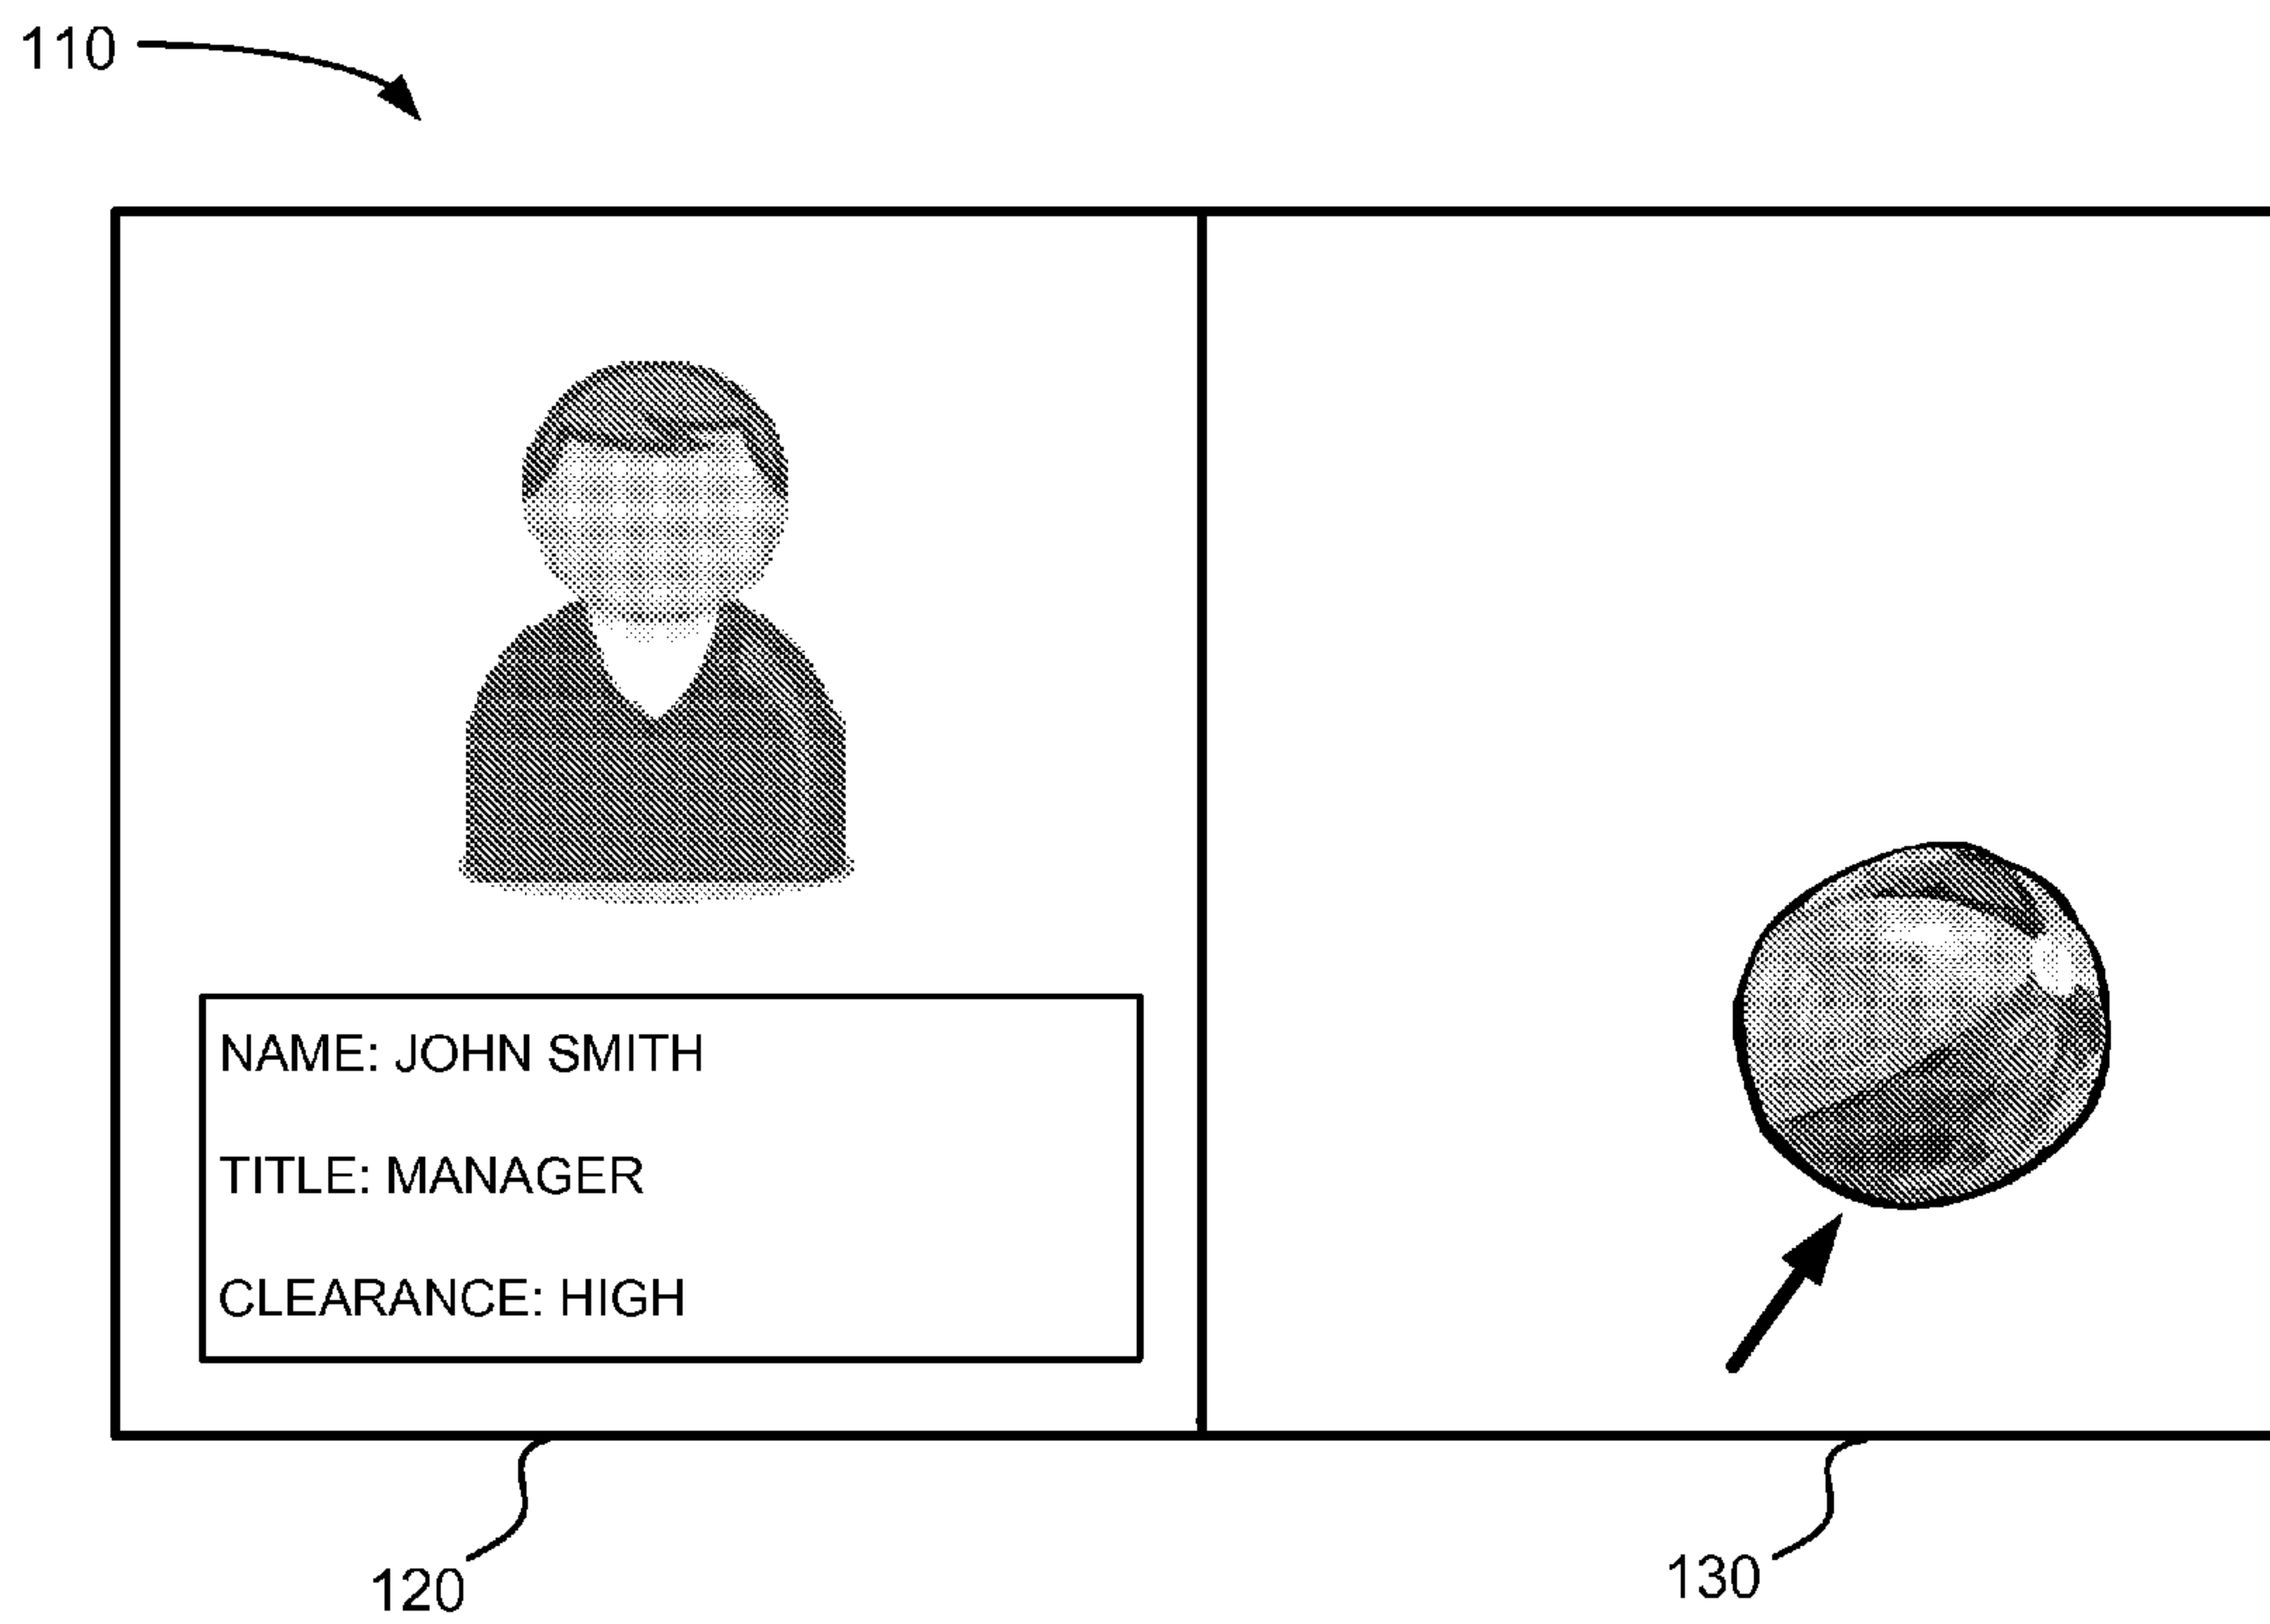 110
NAME: JOHN SMITH
TITLE: MANAGER
CLEARANCE: HIGH
120
130